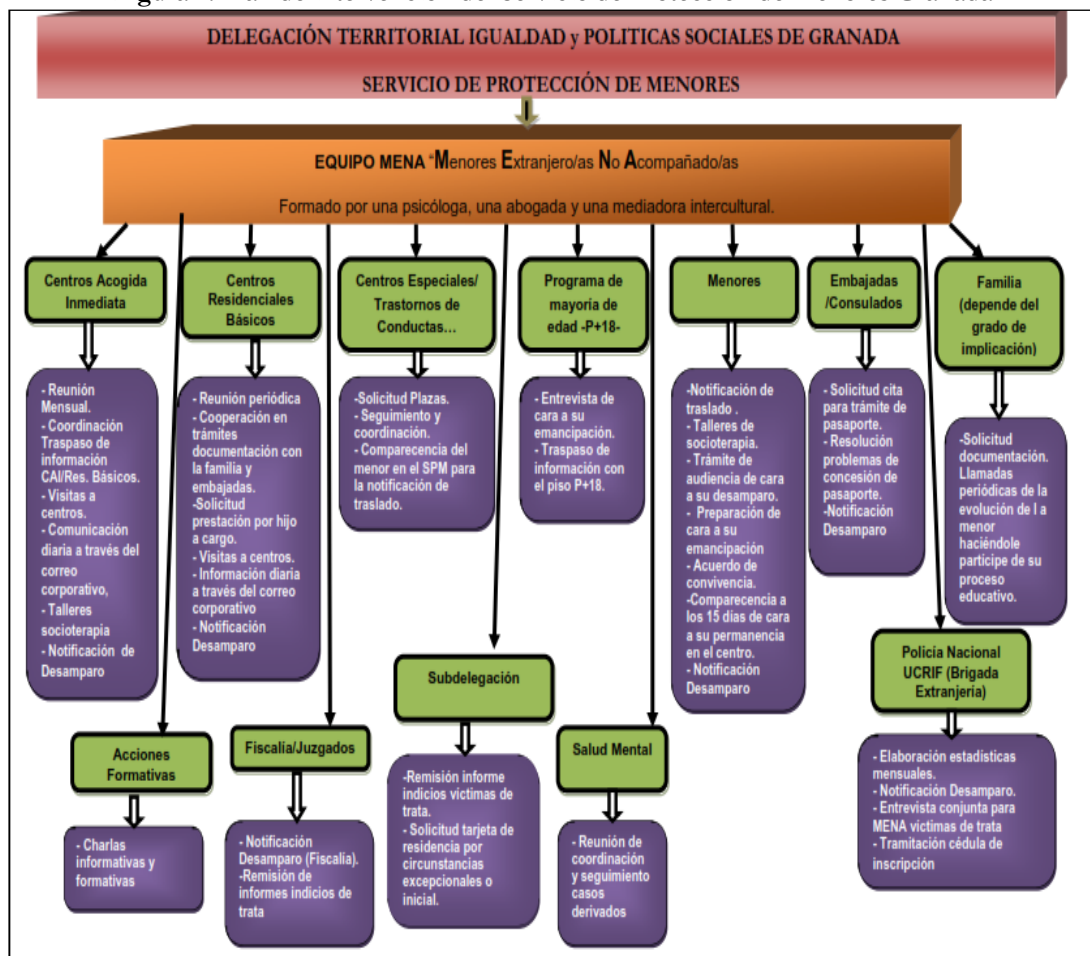 DELEGACIÓN TERRITORIAL IGUALDAD y POLITICAS SOCIALES DE GRANADA
SERVICIO DE PROTECCIÓN DE MENORES
EQUIPO MENA "Menores Extranjero/as No Acompañado/as
Formado por una psicóloga, una abogada y una mediadora intercultural.
Centros Acogida
Inmediata
- Reunión
Mensual.
- Coordinación
Traspaso de
información
CAI/Res. Básicos.
- Visitas a
centros.
- Comunicación
diaria a través del
correo
corporativo,
- Talleres
socioterapia
- Notificación de
Desamparo
Centros
Residenciales
Básicos
- Reunión periódica
- Cooperación en
trámites
documentación con
la familia y
embajadas.
-Solicitud
prestación por hijo
a cargo.
- Visitas a centros.
- Información diaria
a través del correo
corporativo
- Notificación
Desamparo
Centros Especiales/
Trastornos de
Conductas...
-Solicitud Plazas.
- Seguimiento y
coordinación.
- Comparecencia del
menor en el SPM para
la notificación de
traslado.
Programa de
mayoría de
edad -P+18-
- Entrevista de
cara a su
emancipación.
- Traspaso de
información con
el piso P+18.
Menores
-Notificación de
traslado .
- Talleres de
socioterapia.
- Trámite de
audiencia de cara
a su desamparo.
- Preparación de
cara a su
emancipación
- Acuerdo de
convivencia.
-Comparecencia a
los 15 días de cara
a su permanencia
en el centro.
- Notificación
Desamparo
Embajadas
/Consulados
- Solicitud cita
para trámite de
pasaporte.
- Resolución
problemas de
concesión de
pasaporte.
-Notificación
Desamparo
Familia
(depende del
grado de
implicación)
-Solicitud
documentación.
Llamadas
periódicas de la
evolución de l a
menor
haciéndole
partícipe de su
proceso
educativo.
Acciones
Formativas
- Charlas
informativas y
formativas
Fiscalía/Juzgados
- Notificación
Desamparo (Fiscalía).
-Remisión de
informes indicios de
trata
Subdelegación
-Remisión informe
indicios víctimas de
trata.
- Solicitud tarjeta de
residencia por
circunstancias
excepcionales o
inicial.
Salud Mental
- Reunión de
coordinación
y seguimiento
casos
derivados
Policía Nacional
UCRIF (Brigada
Extranjería)
- Elaboración estadísticas
mensuales.
- Notificación Desamparo.
- Entrevista conjunta para
MENA víctimas de trata
- Tramitación cédula de
inscripción